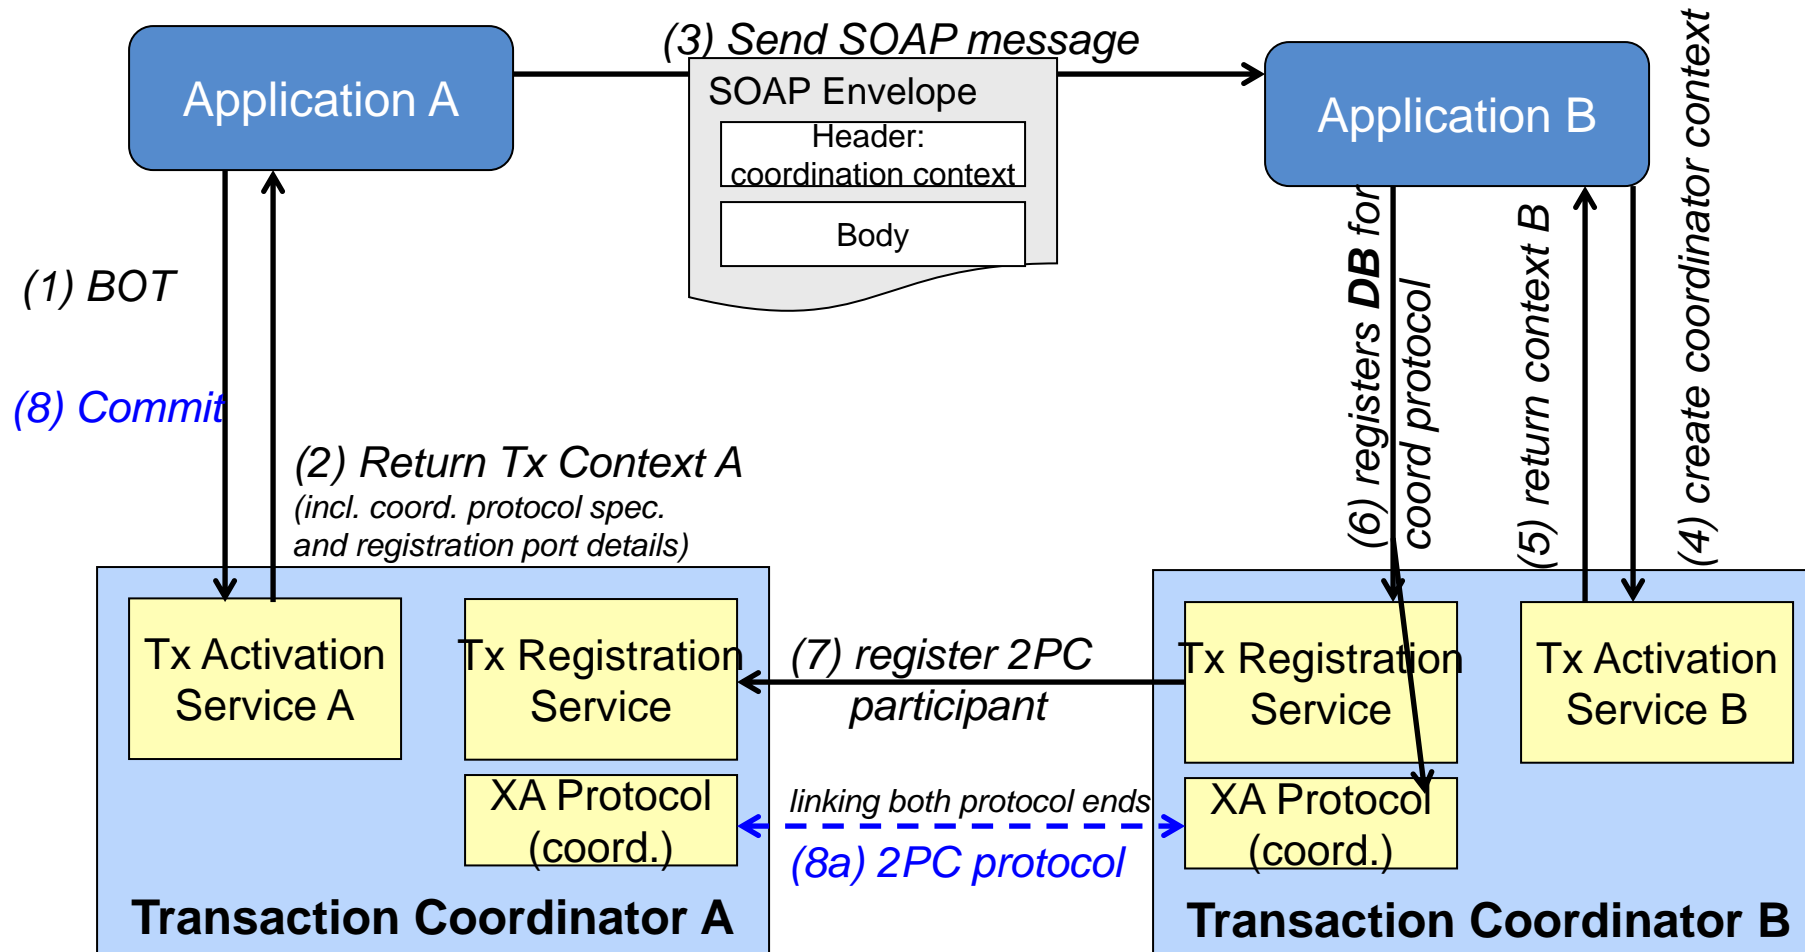 (3) Send SOAP message
Application A
SOAP Envelope
Header:
coordination context
Body
Application B
(1) BOT
(8) Commit
(2) Return Tx Context A
(incl. coord. protocol spec.
and registration port details)
(6) registers DB for
coord protocol
(5) return context B
(4) create coordinator context
Tx Activation
Service A
Tx Registration
Service
(7) register 2PC
participant
Tx Registration
Service
Tx Activation
Service B
XA Protocol
(coord.)
linking both protocol ends
(8a) 2PC protocol
XA Protocol
(coord.)
Transaction Coordinator A
Transaction Coordinator B